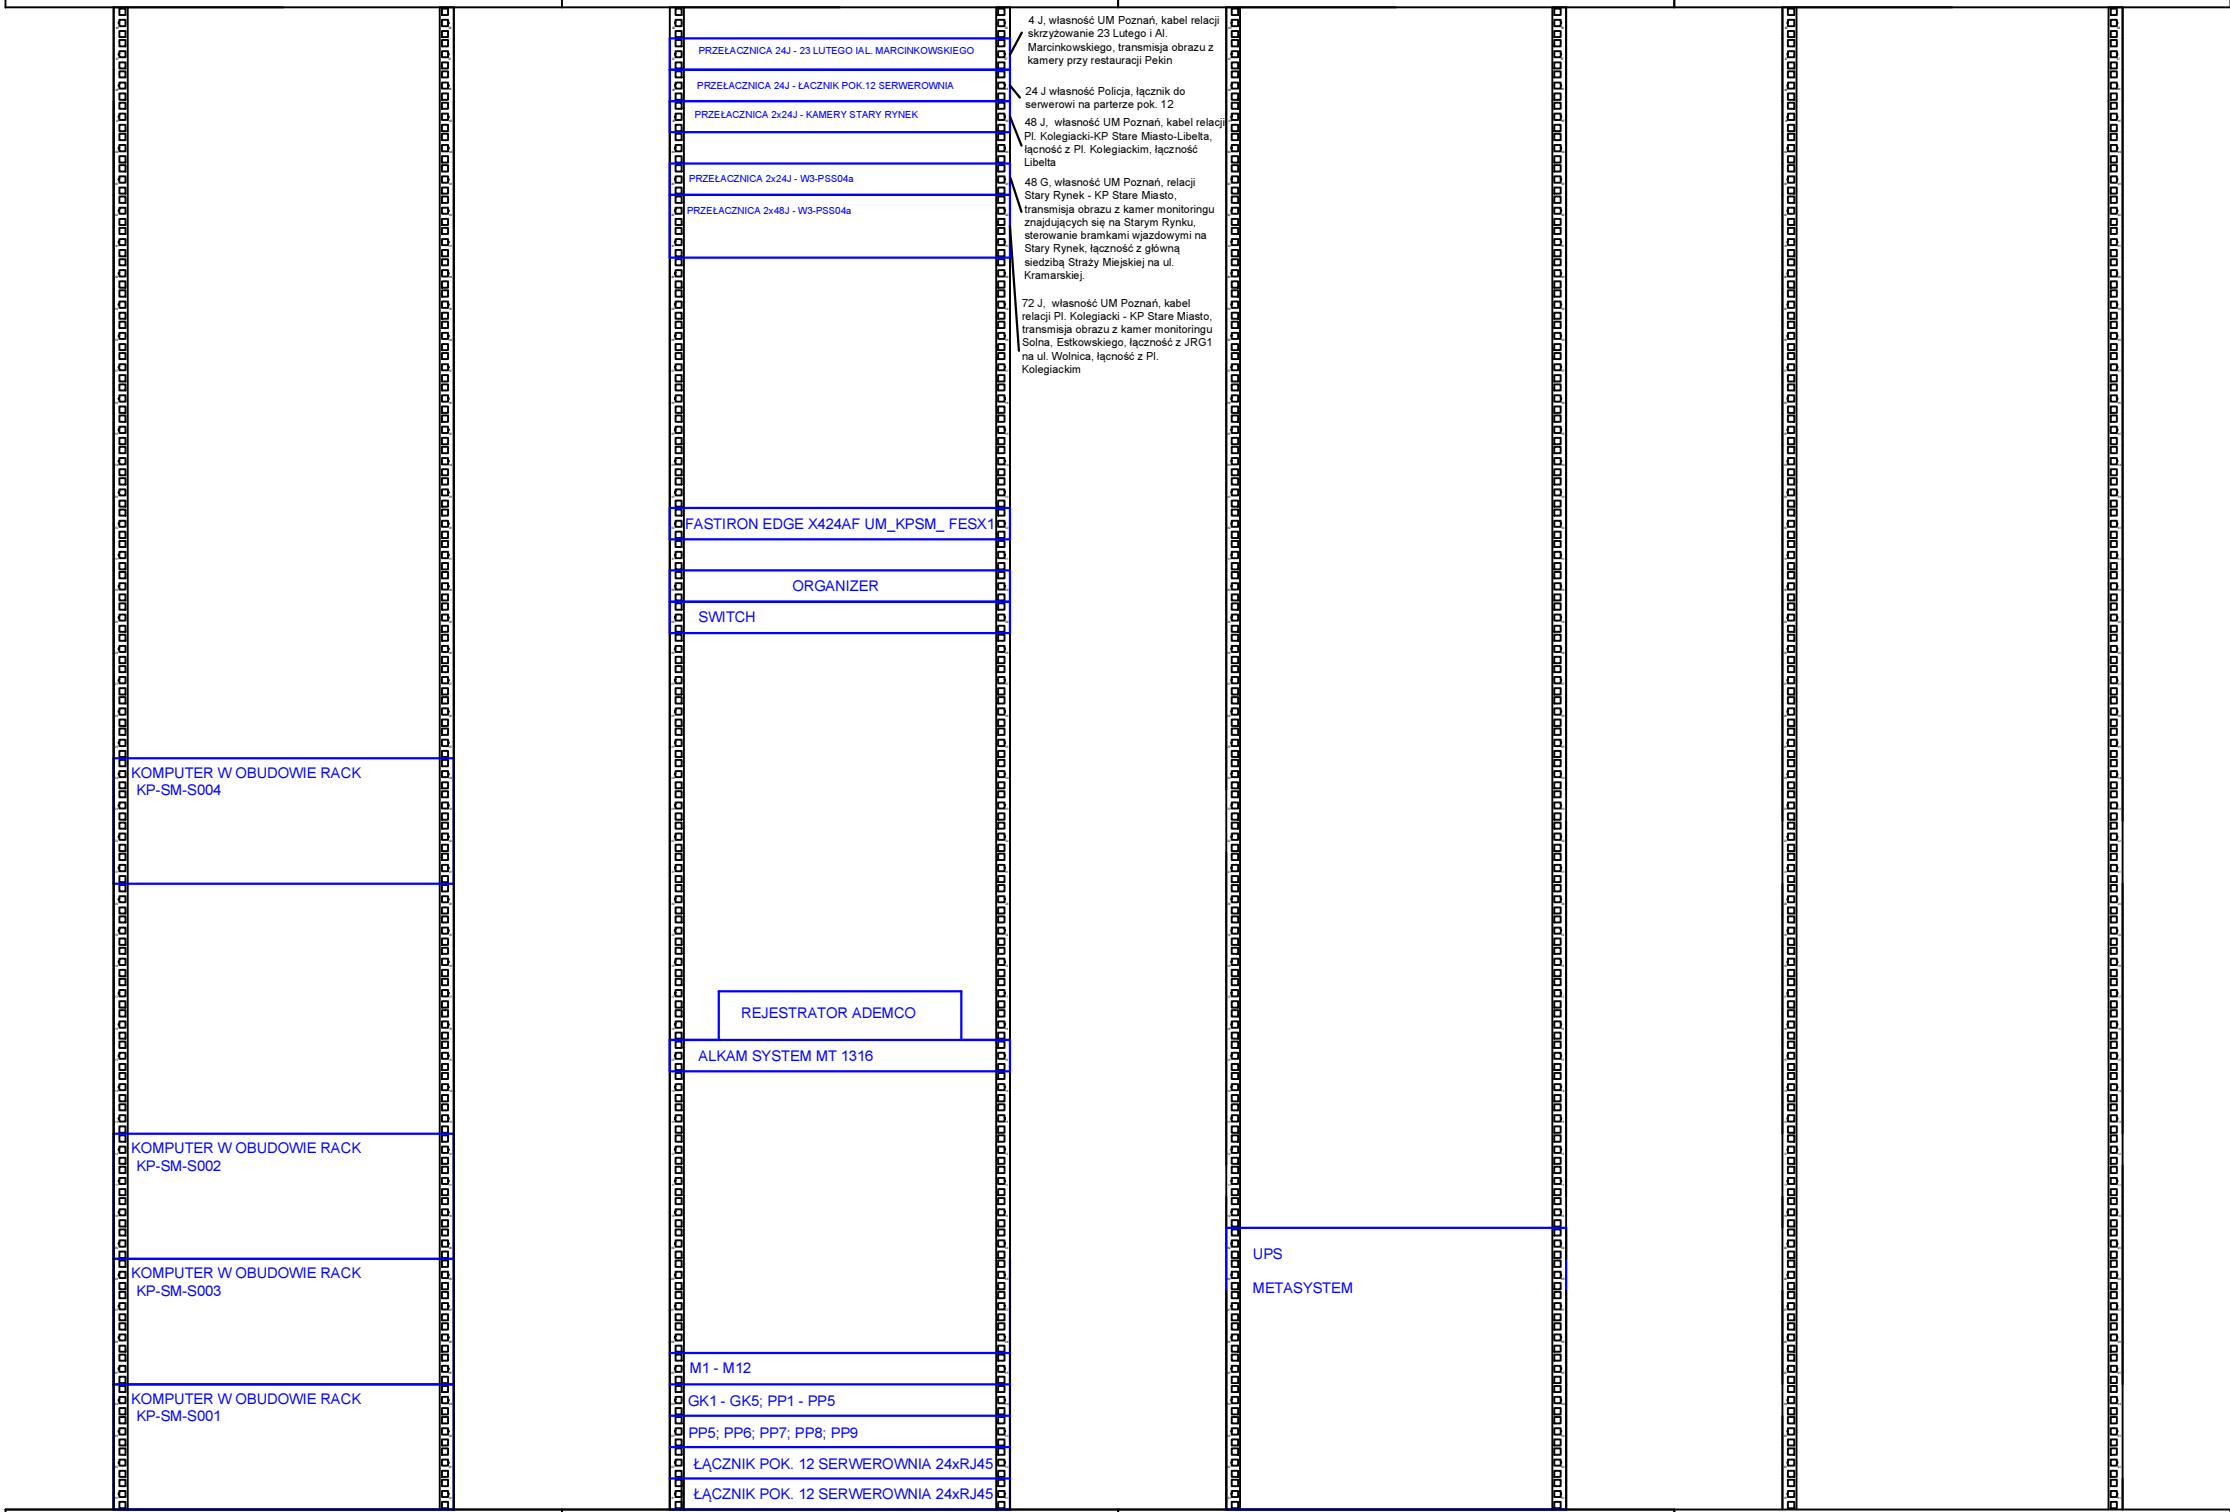 KOMPUTER W OBUDOWIE RACK
KP-SM-S004
KOMPUTER W OBUDOWIE RACK
KP-SM-S002
KOMPUTER W OBUDOWIE RACK
KP-SM-S003
KOMPUTER W OBUDOWIE RACK
KP-SM-S001
PRZEŁACZNICA 24J - 23 LUTEGO IAL. MARCINKOWSKIEGO
PRZEŁACZNICA 24J - ŁACZNIK POK.12 SERWEROWNIA
PRZEŁACZNICA 2x24J - KAMERY STARY RYNEK
PRZEŁACZNICA 2x24J - W3-PSS04a
PRZEŁACZNICA 2x48J - W3-PSS04a
FASTIRON EDGE X424AF UM_KPSM_ FESX1
ORGANIZER
SWITCH
REJESTRATOR ADEMCO
ALKAM SYSTEM MT 1316
M1 - M12
GK1 - GK5; PP1 - PP5
PP5; PP6; PP7; PP8; PP9
ŁĄCZNIK POK. 12 SERWEROWNIA 24xRJ45
ŁĄCZNIK POK. 12 SERWEROWNIA 24xRJ45
4 J, własność UM Poznań, kabel relacji
skrzyżowanie 23 Lutego i Al.
Marcinkowskiego, transmisja obrazu z
kamery przy restauracji Pekin
24 J własność Policja, łącznik do
serwerowi na parterze pok. 12
48 J, własność UM Poznań, kabel relacji
Pl. Kolegiacki-KP Stare Miasto-Libelta,
łącność z Pl. Kolegiackim, łączność
Libelta
48 G, własność UM Poznań, relacji
Stary Rynek - KP Stare Miasto,
transmisja obrazu z kamer monitoringu
znajdujących się na Starym Rynku,
sterowanie bramkami wjazdowymi na
Stary Rynek, łączność z główną
siedzibą Straży Miejskiej na ul.
Kramarskiej.
72 J, własność UM Poznań, kabel
relacji Pl. Kolegiacki - KP Stare Miasto,
transmisja obrazu z kamer monitoringu
Solna, Estkowskiego, łączność z JRG1
na ul. Wolnica, łącność z Pl.
Kolegiackim
UPS
METASYSTEM